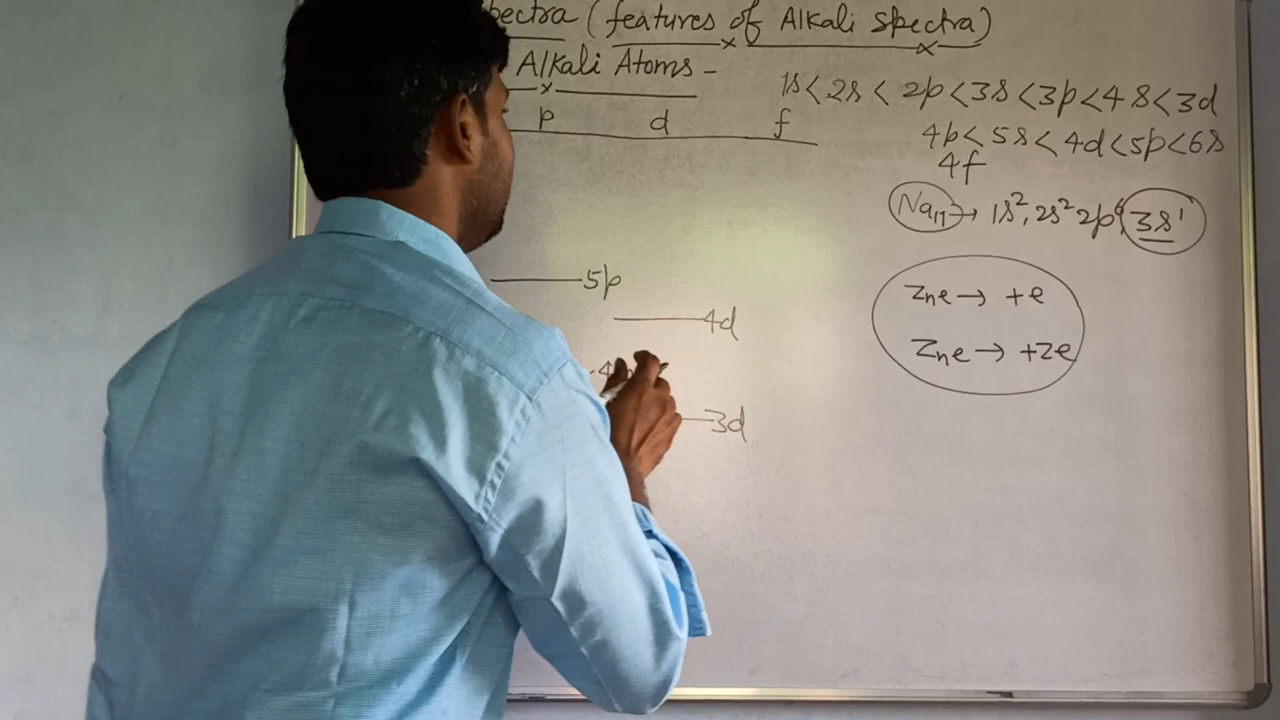 (features of Alkali spectra)
Alkali Atoms -
p d f
1s < 2s < 2p < 3s < 3p < 4s < 3d
4p < 5s < 4d < 5p < 6s
4f
Na₁₁ → 1s², 2s² 2p⁶, 3s¹
5p
4d
3d
Zₙe → +e
Zₙe → +Ze